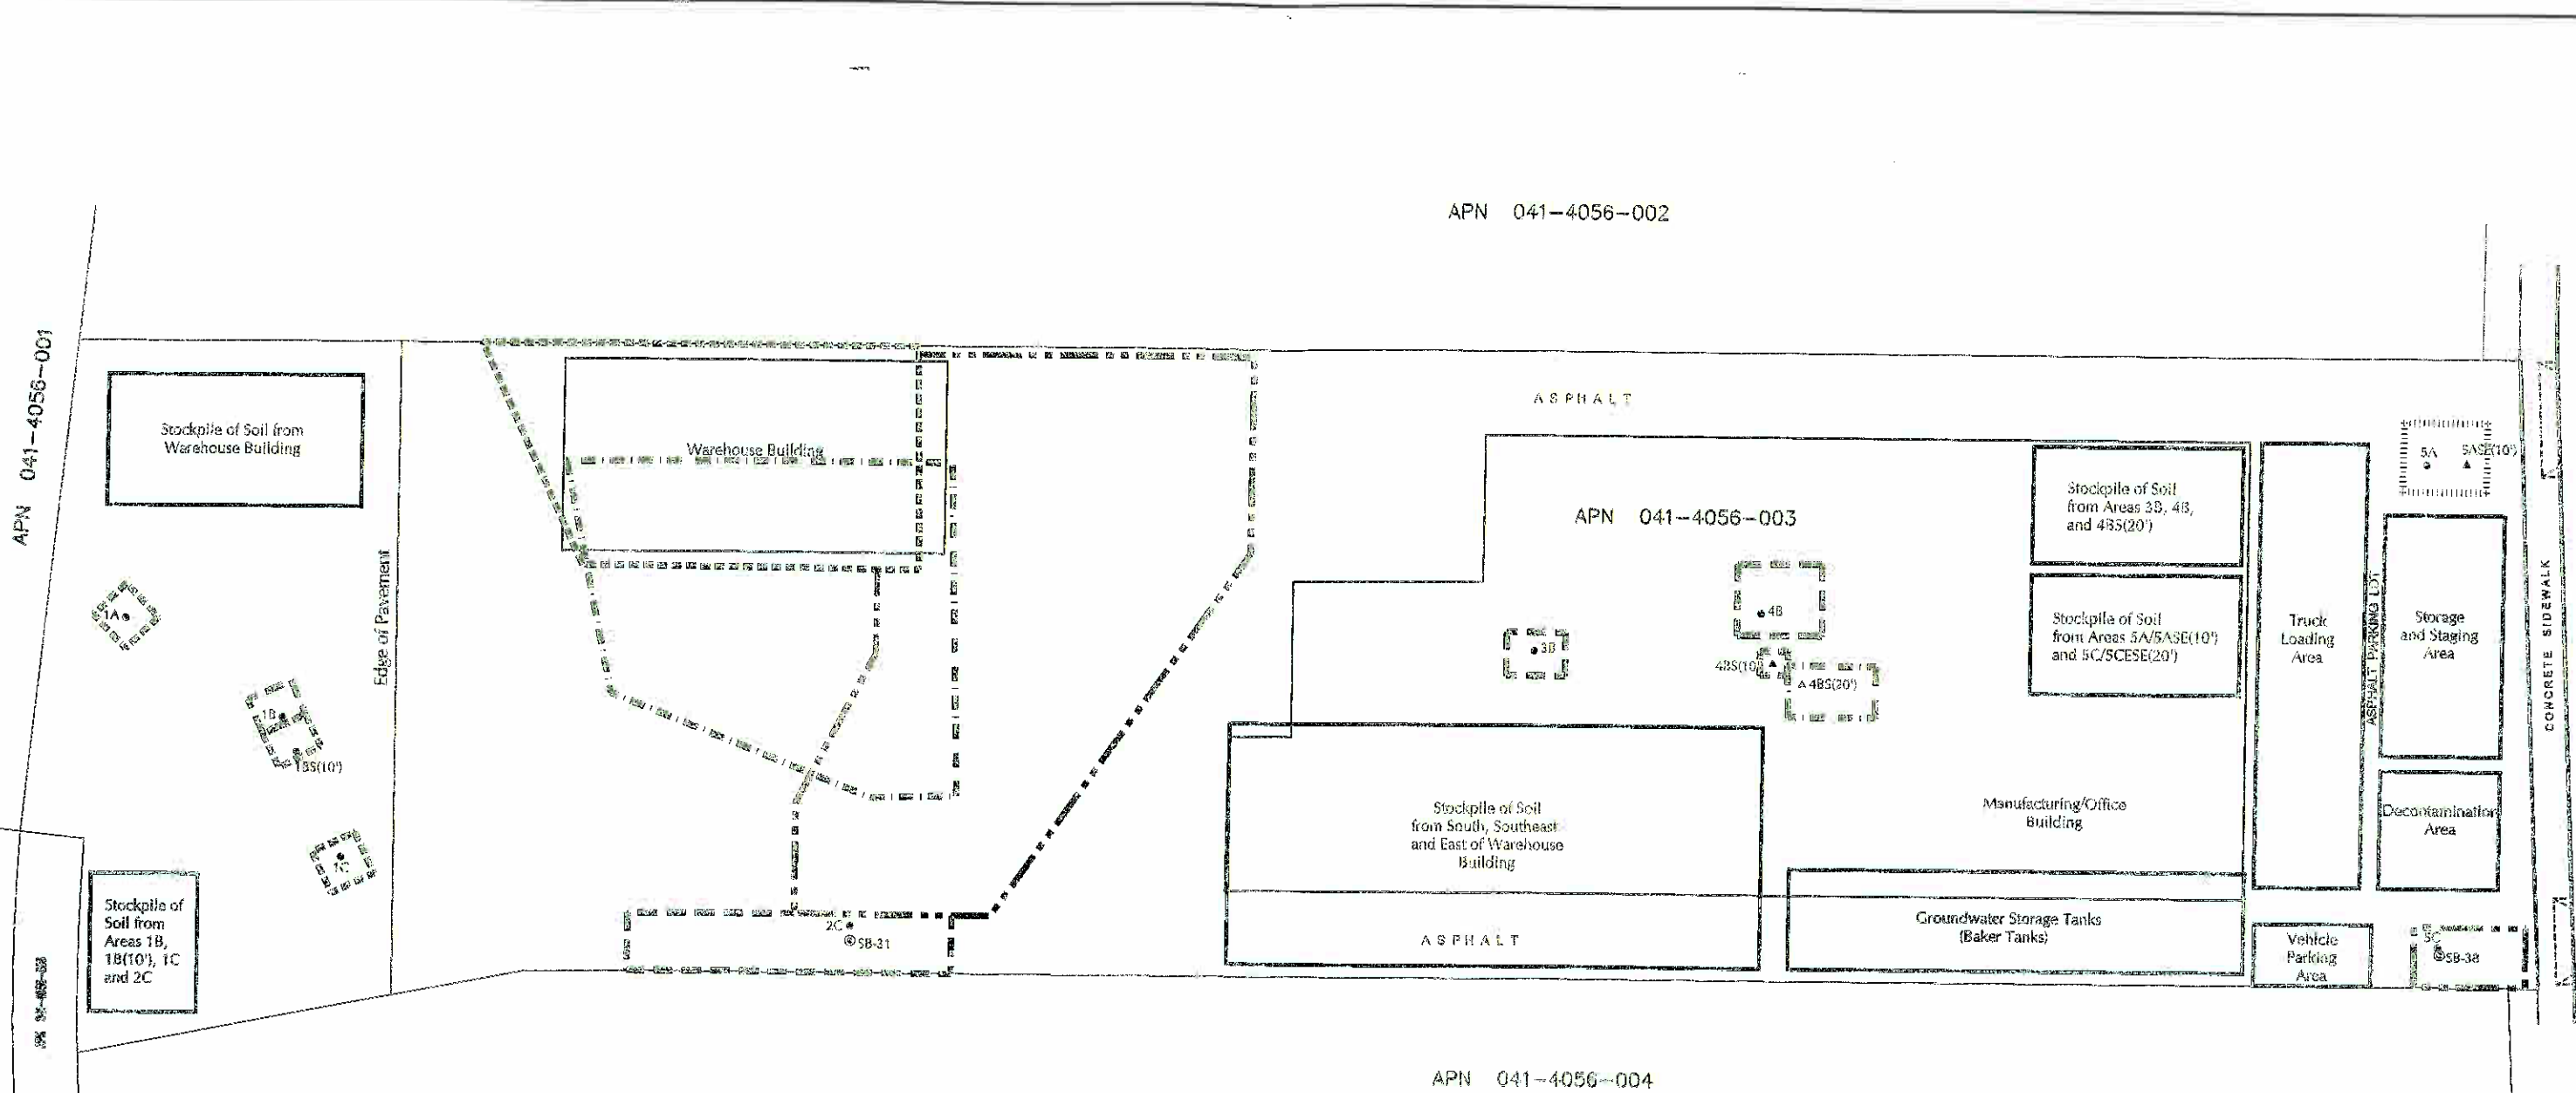 APN 041-4056-002
APN 041-4056-001
ASPHALT
Stockpile of Soil from
Warehouse Building
Warehouse Building
5A
5ASE(10')
Stockpile of Soil
from Areas 3B, 4B,
and 4BS(20')
APN 041-4056-003
Edge of Pavement
1A
4B
3B
4BS(10
4BS(20')
Stockpile of Soil
from Areas 5A/5ASE(10')
and 5C/5CESE(20')
Truck
Loading
Area
ASPHALT PARKING LOT
Storage
and Staging
Area
CONCRETE SIDEWALK
1B
1BS(10')
1C
Stockpile of Soil
from South, Southeast
and East of Warehouse
Building
Manufacturing/Office
Building
Decontamination
Area
Stockpile of
Soil from
Areas 1B,
1B(10'), 1C
and 2C
2C
SB-31
ASPHALT
Groundwater Storage Tanks
(Baker Tanks)
Vehicle
Parking
Area
5C
SB-38
APN 041-4056-004